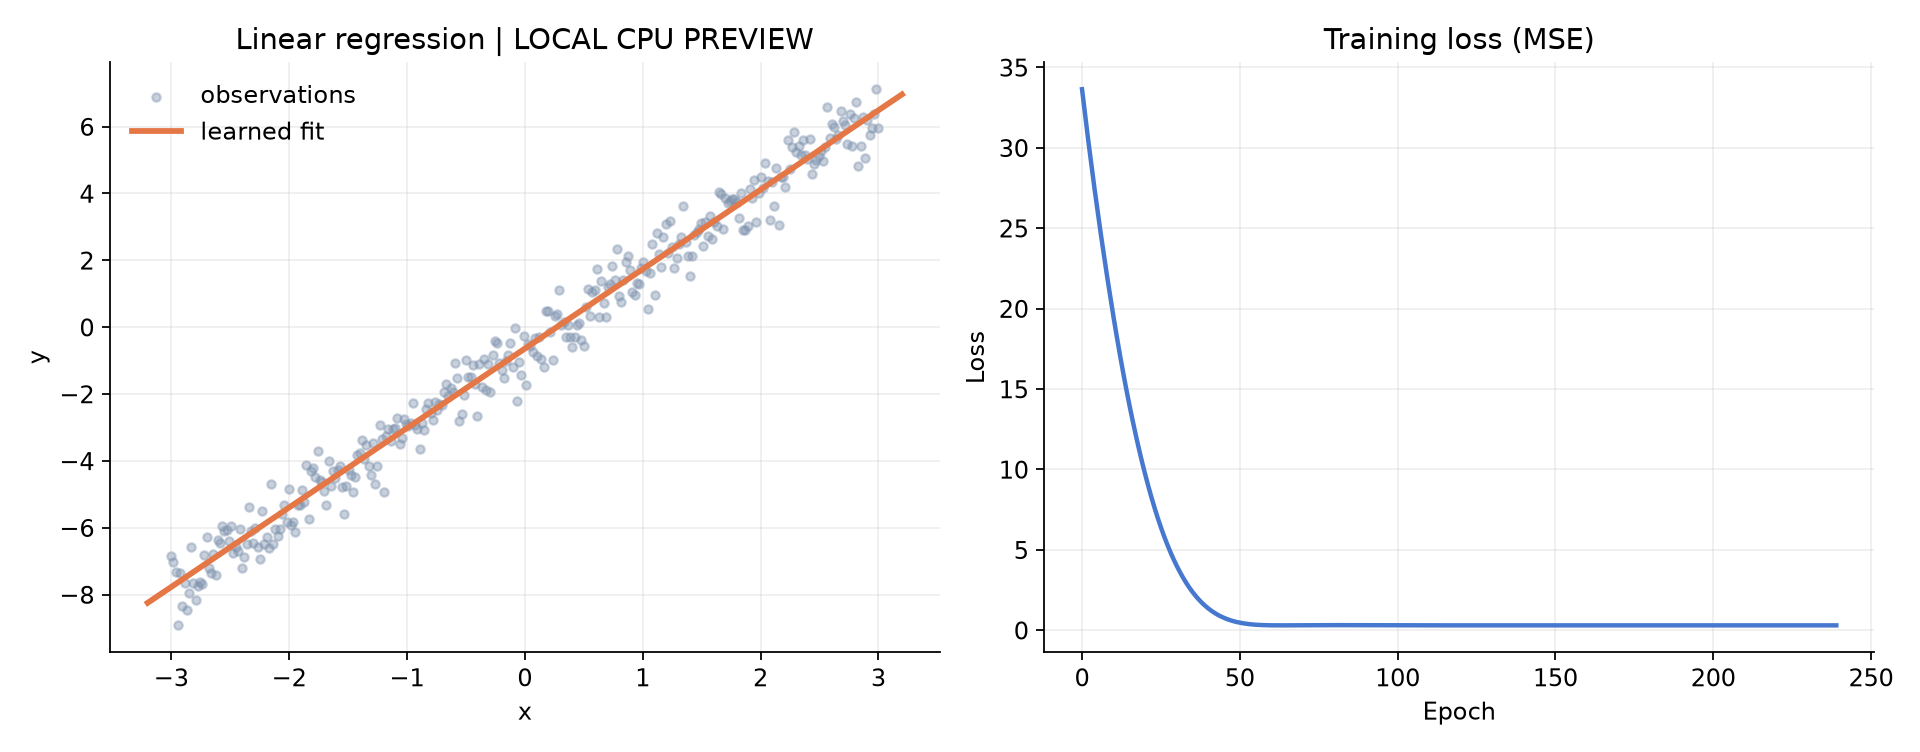 Linear regression | LOCAL CPU PREVIEW
observations
learned fit
6
4
2
0
−2
−4
−6
−8
y
−3 −2 −1 0 1 2 3
x
Training loss (MSE)
35
30
25
20
15
10
5
0
Loss
0 50 100 150 200 250
Epoch